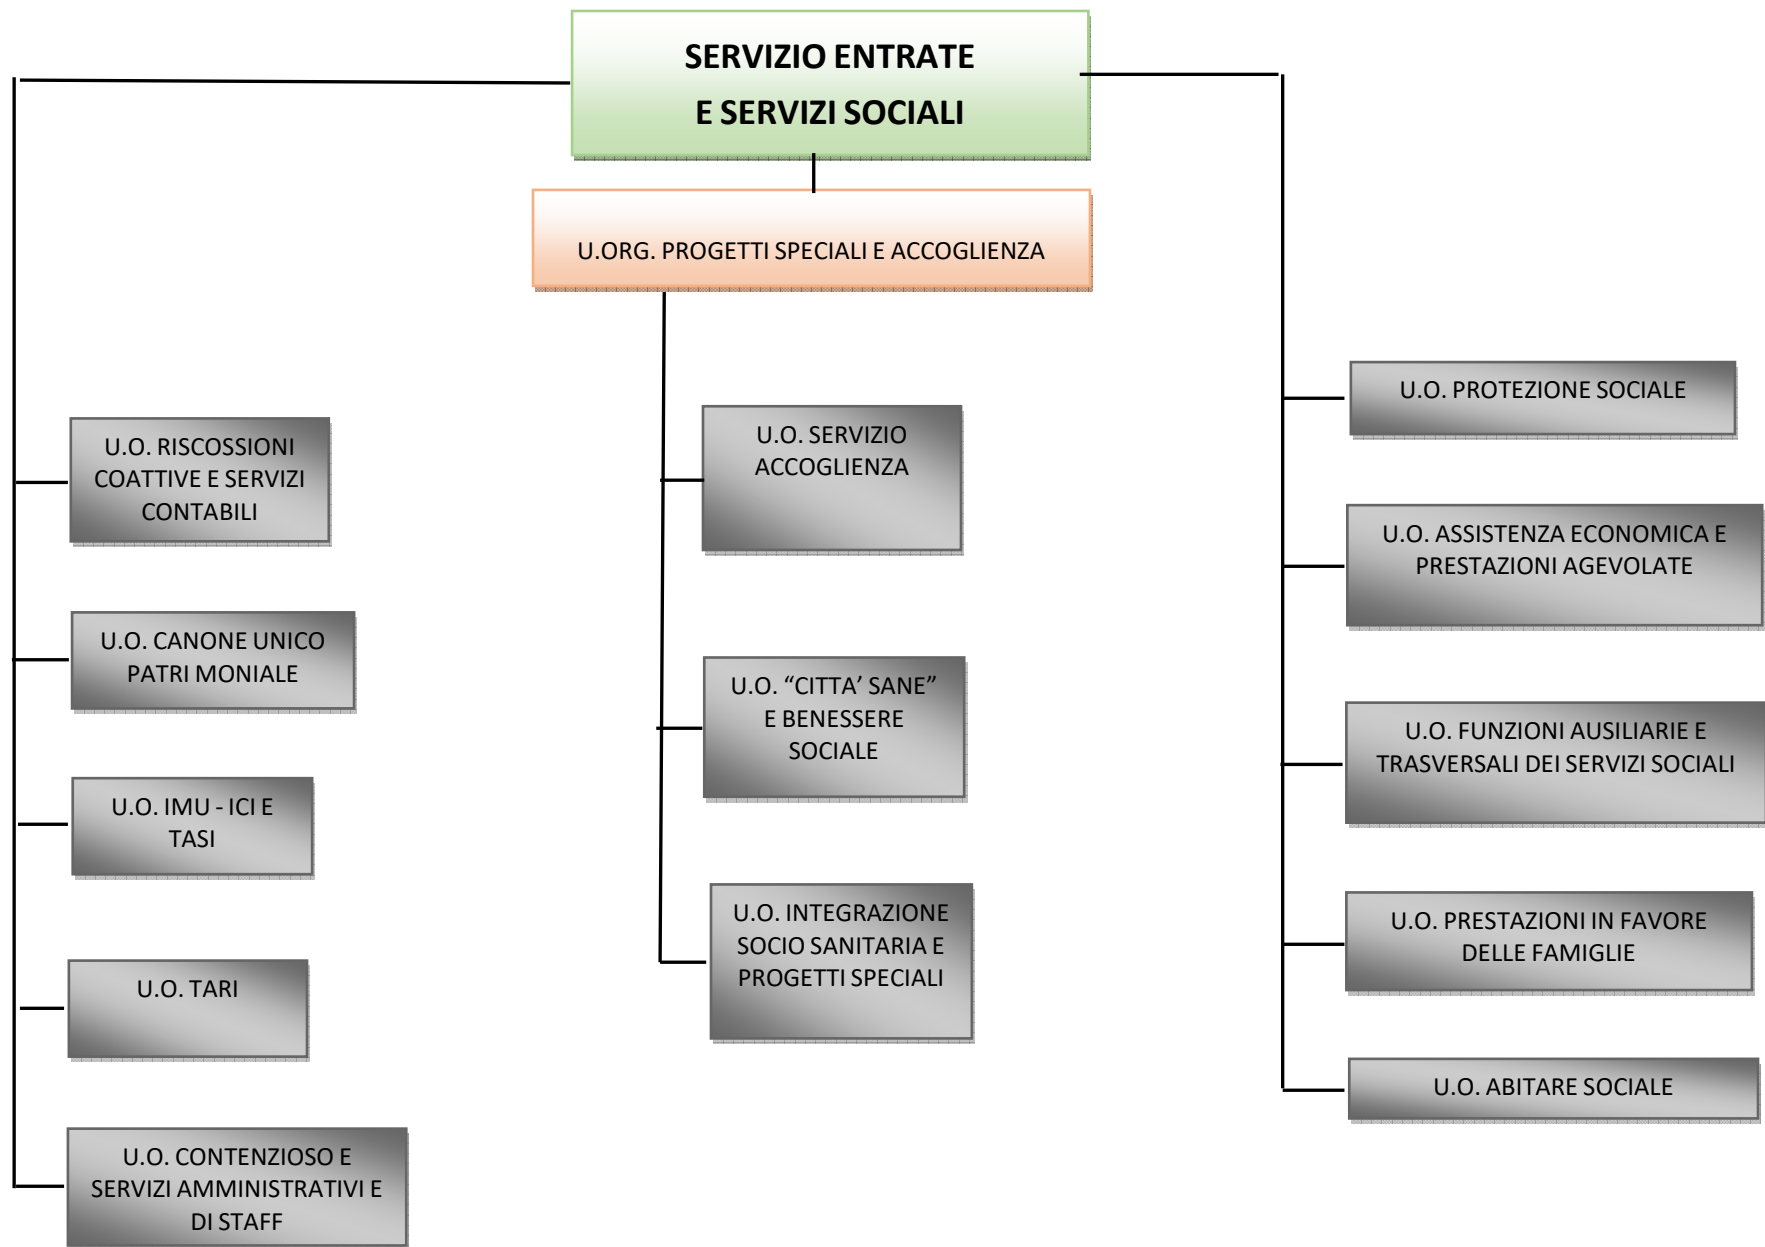 SERVIZIO ENTRATE
E SERVIZI SOCIALI
U.ORG. PROGETTI SPECIALI E ACCOGLIENZA
U.O. RISCOSSIONI
COATTIVE E SERVIZI
CONTABILI
U.O. CANONE UNICO
PATRI MONIALE
U.O. IMU - ICI E
TASI
U.O. TARI
U.O. CONTENZIOSO E
SERVIZI AMMINISTRATIVI E
DI STAFF
U.O. SERVIZIO
ACCOGLIENZA
U.O. “CITTA’ SANE”
E BENESSERE
SOCIALE
U.O. INTEGRAZIONE
SOCIO SANITARIA E
PROGETTI SPECIALI
U.O. PROTEZIONE SOCIALE
U.O. ASSISTENZA ECONOMICA E
PRESTAZIONI AGEVOLATE
U.O. FUNZIONI AUSILIARIE E
TRASVERSALI DEI SERVIZI SOCIALI
U.O. PRESTAZIONI IN FAVORE
DELLE FAMIGLIE
U.O. ABITARE SOCIALE